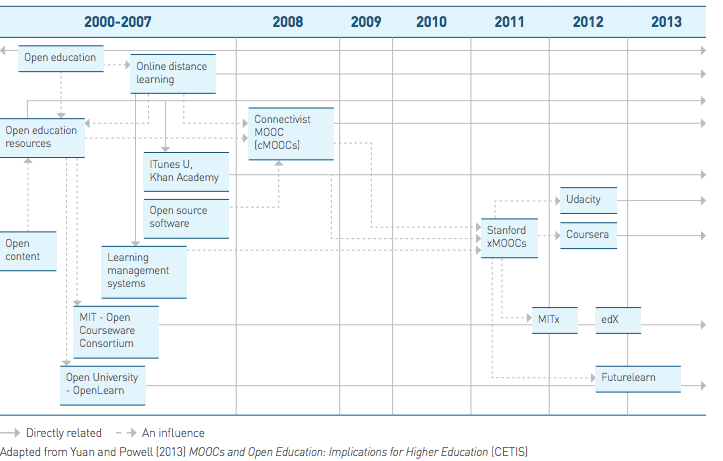 2000-2007 2008 2009 2010 2011 2012 2013
Open education
Online distance
learning
Open education
resources
Connectivist
MOOC
(cMOOCs)
ITunes U,
Khan Academy
Open source
software
Udacity
Stanford
xMOOCs
Coursera
Open
content
Learning
management
systems
MIT - Open
Courseware
Consortium
MITx
edX
Open University
- OpenLearn
Futurelearn
Directly related
An influence
Adapted from Yuan and Powell (2013) MOOCs and Open Education: Implications for Higher Education (CETIS)